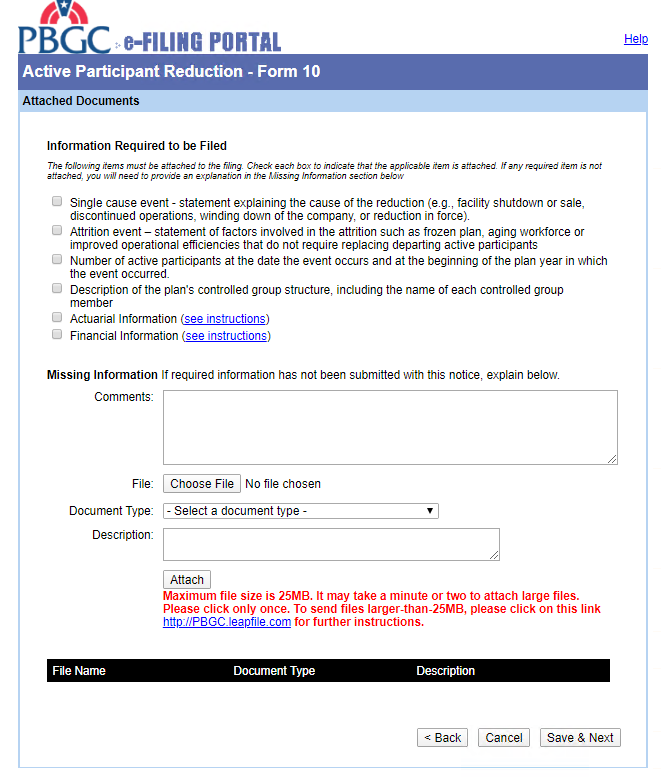 PBGC e-FILING PORTAL
Help
Active Participant Reduction - Form 10
Attached Documents
Information Required to be Filed
The following items must be attached to the filing. Check each box to indicate that the applicable item is attached. If any required item is not
attached, you will need to provide an explanation in the Missing Information section below
Single cause event - statement explaining the cause of the reduction (e.g., facility shutdown or sale,
discontinued operations, winding down of the company, or reduction in force).
Attrition event – statement of factors involved in the attrition such as frozen plan, aging workforce or
improved operational efficiencies that do not require replacing departing active participants
Number of active participants at the date the event occurs and at the beginning of the plan year in which
the event occurred.
Description of the plan's controlled group structure, including the name of each controlled group
member
Actuarial Information (see instructions)
Financial Information (see instructions)
Missing Information If required information has not been submitted with this notice, explain below.
Comments:
File: Choose File No file chosen
Document Type: - Select a document type -
Description:
Attach
Maximum file size is 25MB. It may take a minute or two to attach large files.
Please click only once. To send files larger-than-25MB, please click on this link
http://PBGC.leapfile.com for further instructions.
File Name Document Type Description
< Back Cancel Save & Next